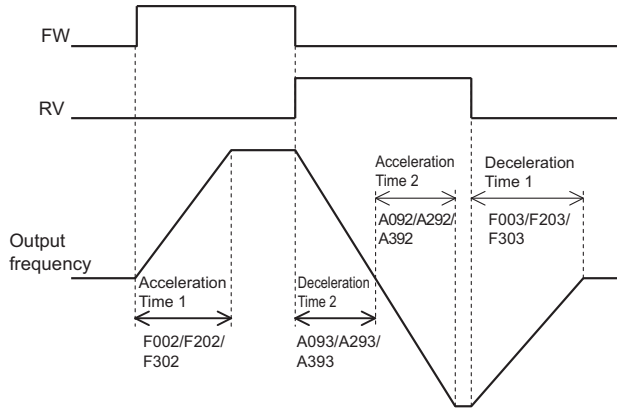 FW
RV
Output
frequency
Acceleration
Time 1
F002/F202/
F302
Deceleration
Time 2
A093/A293/
A393
Acceleration
Time 2
A092/A292/
A392
Deceleration
Time 1
F003/F203/
F303